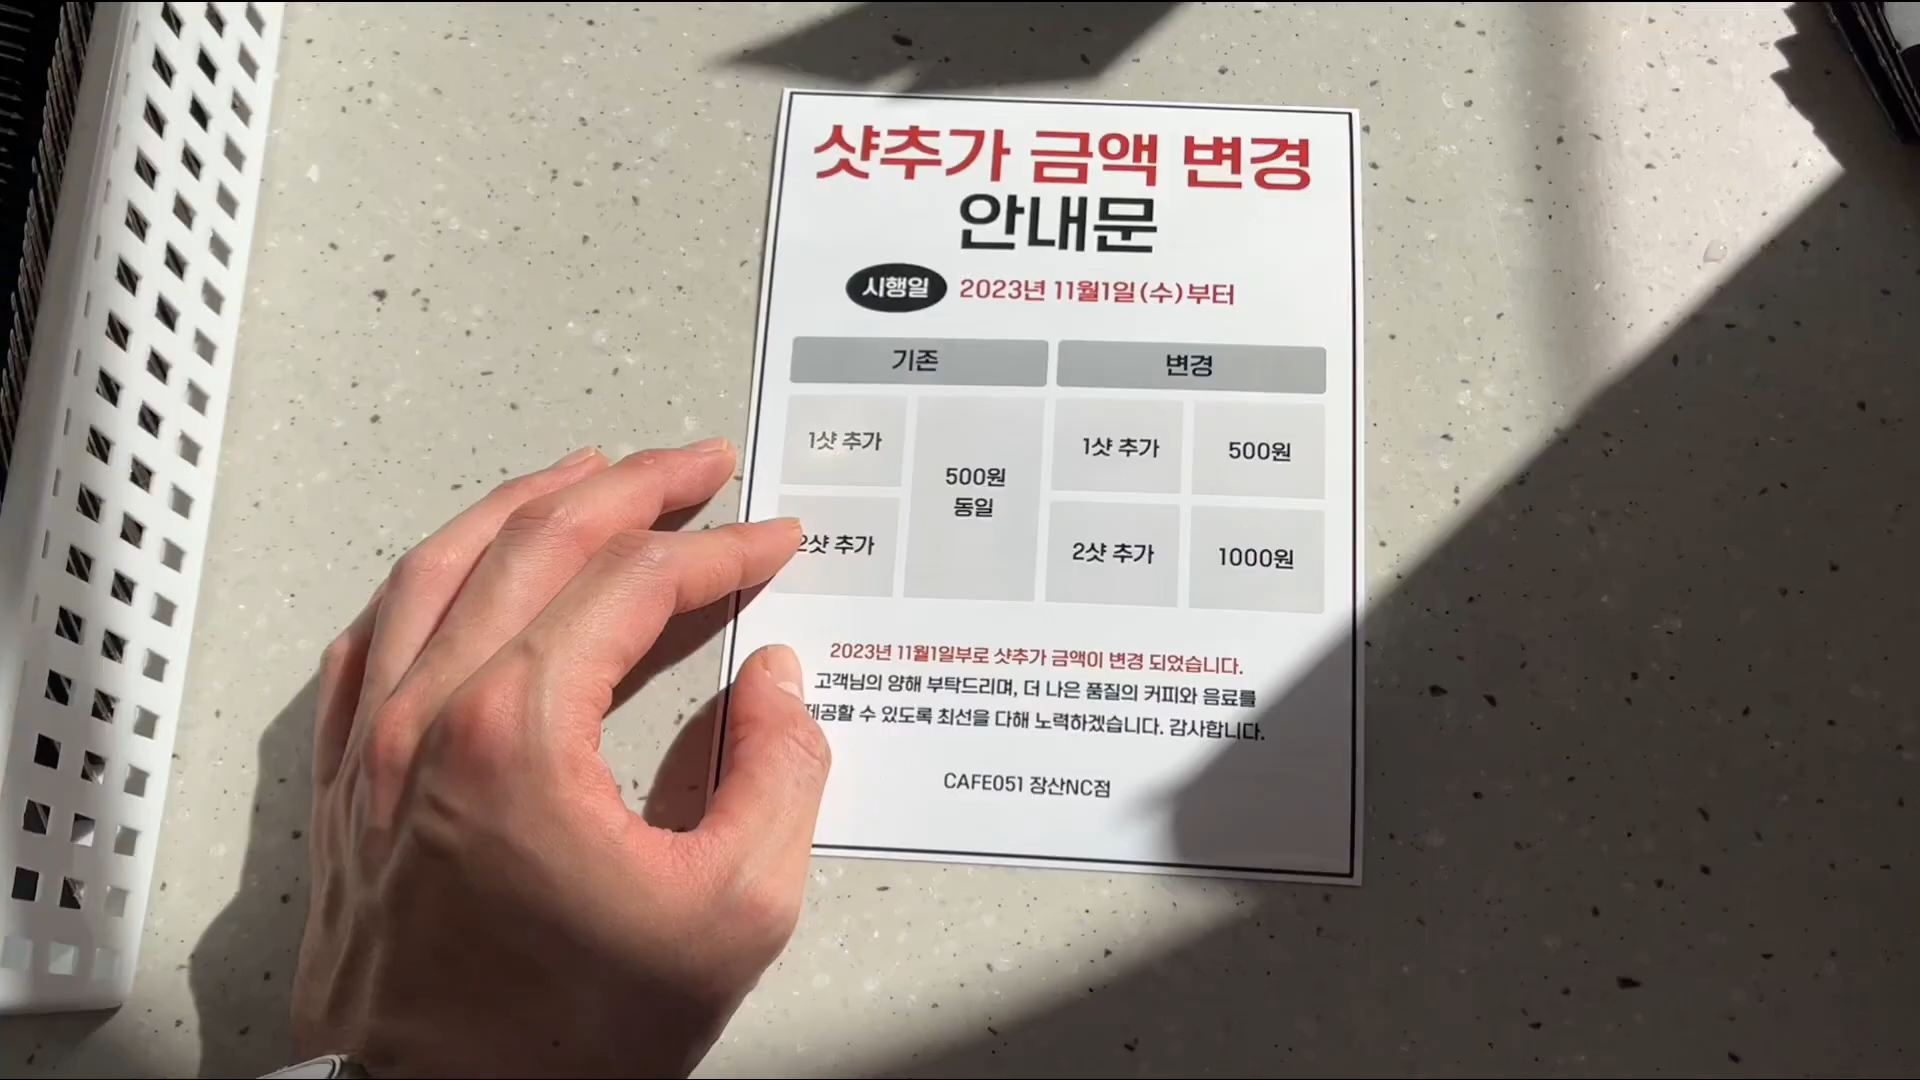 샷추가 금액 변경
안내문
시행일 2023년 11월1일(수)부터
기존 변경
1샷 추가 500원 동일 1샷 추가 500원
2샷 추가 2샷 추가 1000원
2023년 11월1일부로 샷추가 금액이 변경 되었습니다.
고객님의 양해 부탁드리며, 더 나은 품질의 커피와 음료를
제공할 수 있도록 최선을 다해 노력하겠습니다. 감사합니다.
CAFE051 장산NC점